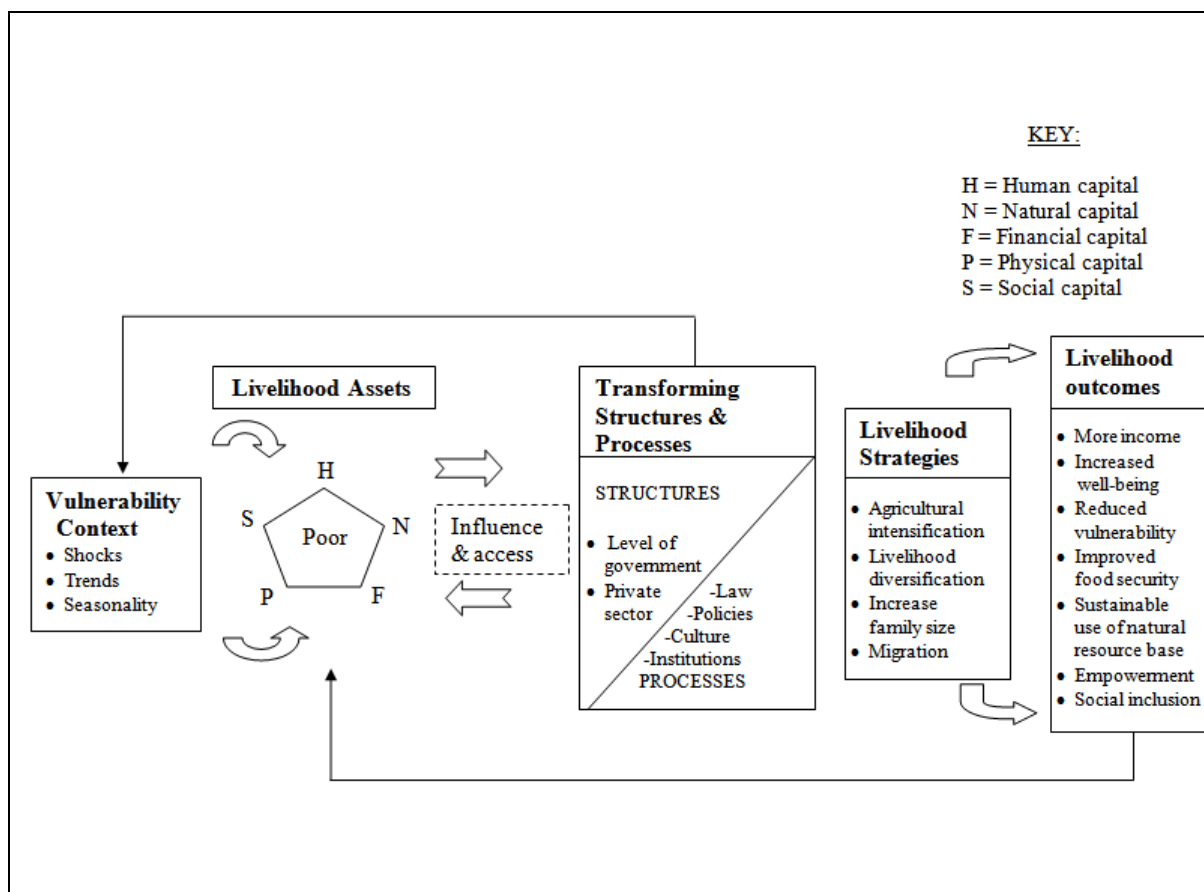 KEY:
H = Human capital
N = Natural capital
F = Financial capital
P = Physical capital
S = Social capital
Vulnerability
Context
• Shocks
• Trends
• Seasonality
Livelihood Assets
H
S
N
Poor
P
F
Influence
& access
Transforming
Structures &
Processes
STRUCTURES
• Level of
government
• Private
sector
-Law
-Policies
-Culture
-Institutions
PROCESSES
Livelihood
Strategies
• Agricultural
intensification
• Livelihood
diversification
• Increase
family size
• Migration
Livelihood
outcomes
• More income
• Increased
well-being
• Reduced
vulnerability
• Improved
food security
• Sustainable
use of natural
resource base
• Empowerment
• Social inclusion